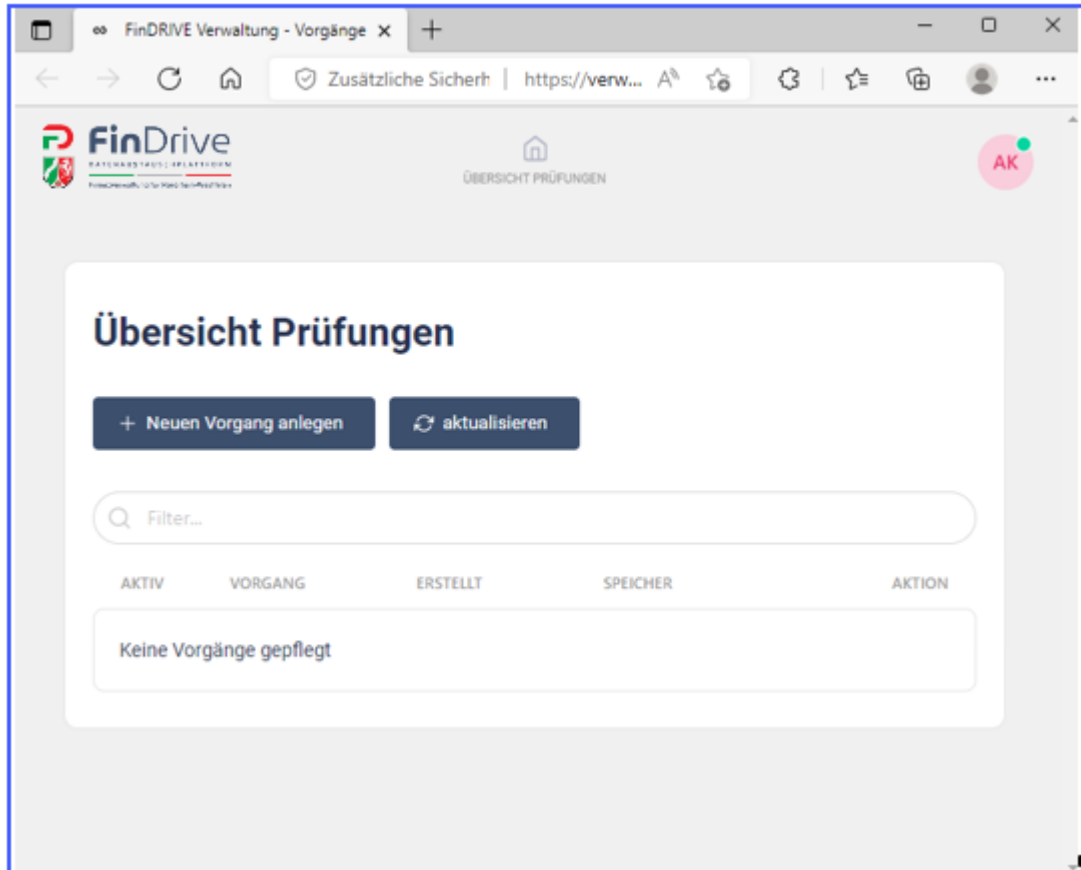 FinDRIVE Verwaltung - Vorgänge
Zusätzliche Sicherh | https://verw...
FinDrive
DATENAUSTAUSCHPLATTFORM
ÜBERSICHT PRÜFUNGEN
AK
Übersicht Prüfungen
+ Neuen Vorgang anlegen
aktualisieren
Filter...
AKTIV VORGANG ERSTELLT SPEICHER AKTION
Keine Vorgänge gepflegt